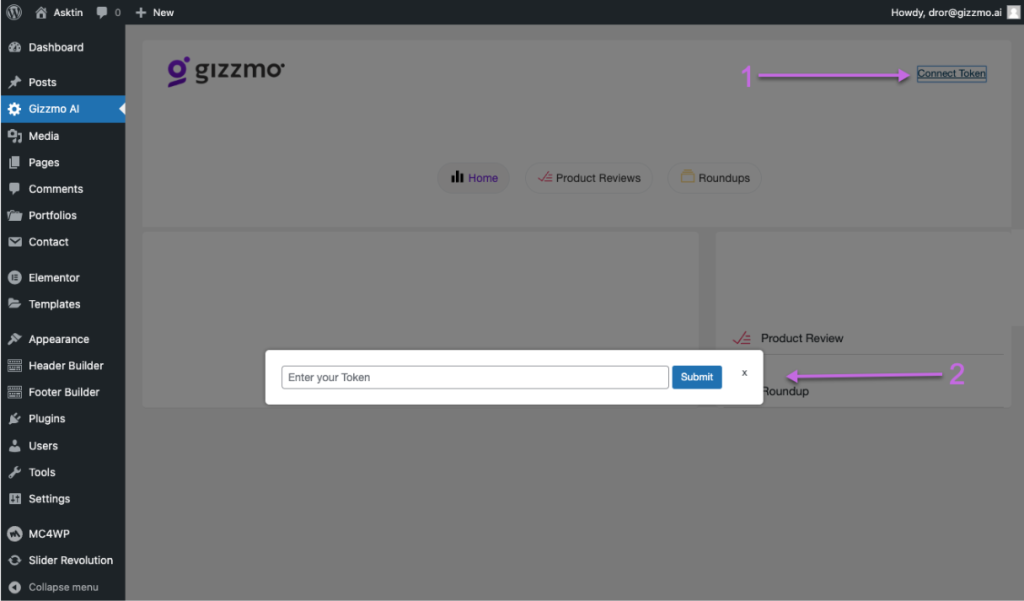 Asktin 0 New Howdy, dror@gizzmo.ai
Dashboard
Posts
Gizzmo AI
Media
Pages
Comments
Portfolios
Contact
Elementor
Templates
Appearance
Header Builder
Footer Builder
Plugins
Users
Tools
Settings
MC4WP
Slider Revolution
Collapse menu
gizzmo
1
Connect Token
Home Product Reviews Roundups
Product Review
Enter your Token Submit x
2
Roundup